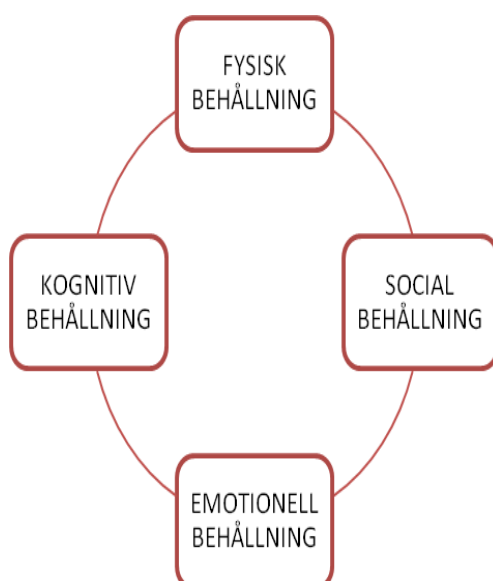 FYSISK
BEHÅLLNING
KOGNITIV
BEHÅLLNING
SOCIAL
BEHÅLLNING
EMOTIONELL
BEHÅLLNING